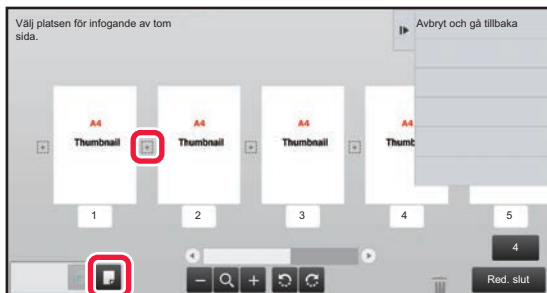 Välj platsen för infogande av tom
sida.
Avbryt och gå tillbaka
A4
Thumbnail
A4
Thumbnail
A4
Thumbnail
A4
Thumb
1
2
3
4
5
4
Red. slut